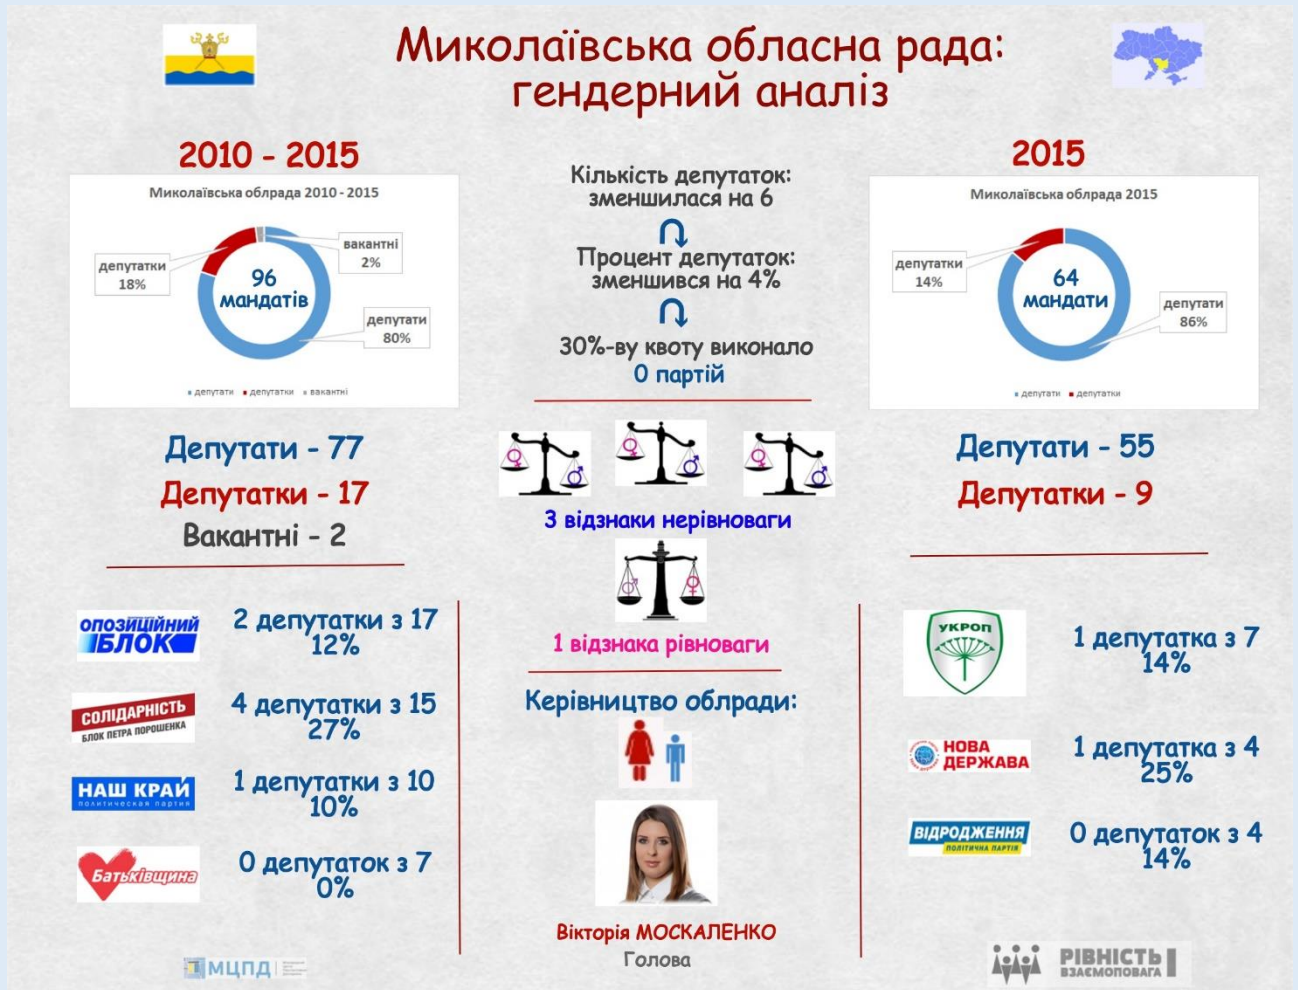 Миколаївська обласна рада:
гендерний аналіз
2010 - 2015
Миколаївська облрада 2010 - 2015
депутатки
18%
96
мандатів
вакантні
2%
депутати
80%
депутати депутатки вакантні
Депутати - 77
Депутатки - 17
Вакантні - 2
Кількість депутаток:
зменшилася на 6
Процент депутаток:
зменшився на 4%
30%-ву квоту виконало
0 партій
3 відзнаки нерівноваги
1 відзнака рівноваги
2015
Миколаївська облрада 2015
депутатки
14%
64
мандати
депутати
86%
депутати депутатки
Депутати - 55
Депутатки - 9
ОПОЗИЦІЙНИЙ
БЛОК
2 депутатки з 17
12%
СОЛІДАРНІСТЬ
БЛОК ПЕТРА ПОРОШЕНКА
4 депутатки з 15
27%
НАШ КРАЙ
политическая партия
1 депутатки з 10
10%
Батьківщина
0 депутаток з 7
0%
Керівництво облради:
Вікторія МОСКАЛЕНКО
Голова
УКРОП
1 депутатка з 7
14%
НОВА
ДЕРЖАВА
1 депутатка з 4
25%
ВІДРОДЖЕННЯ
ПОЛІТИЧНА ПАРТІЯ
0 депутаток з 4
14%
МЦПД
РІВНІСТЬ
ВЗАЄМОПОВАГА